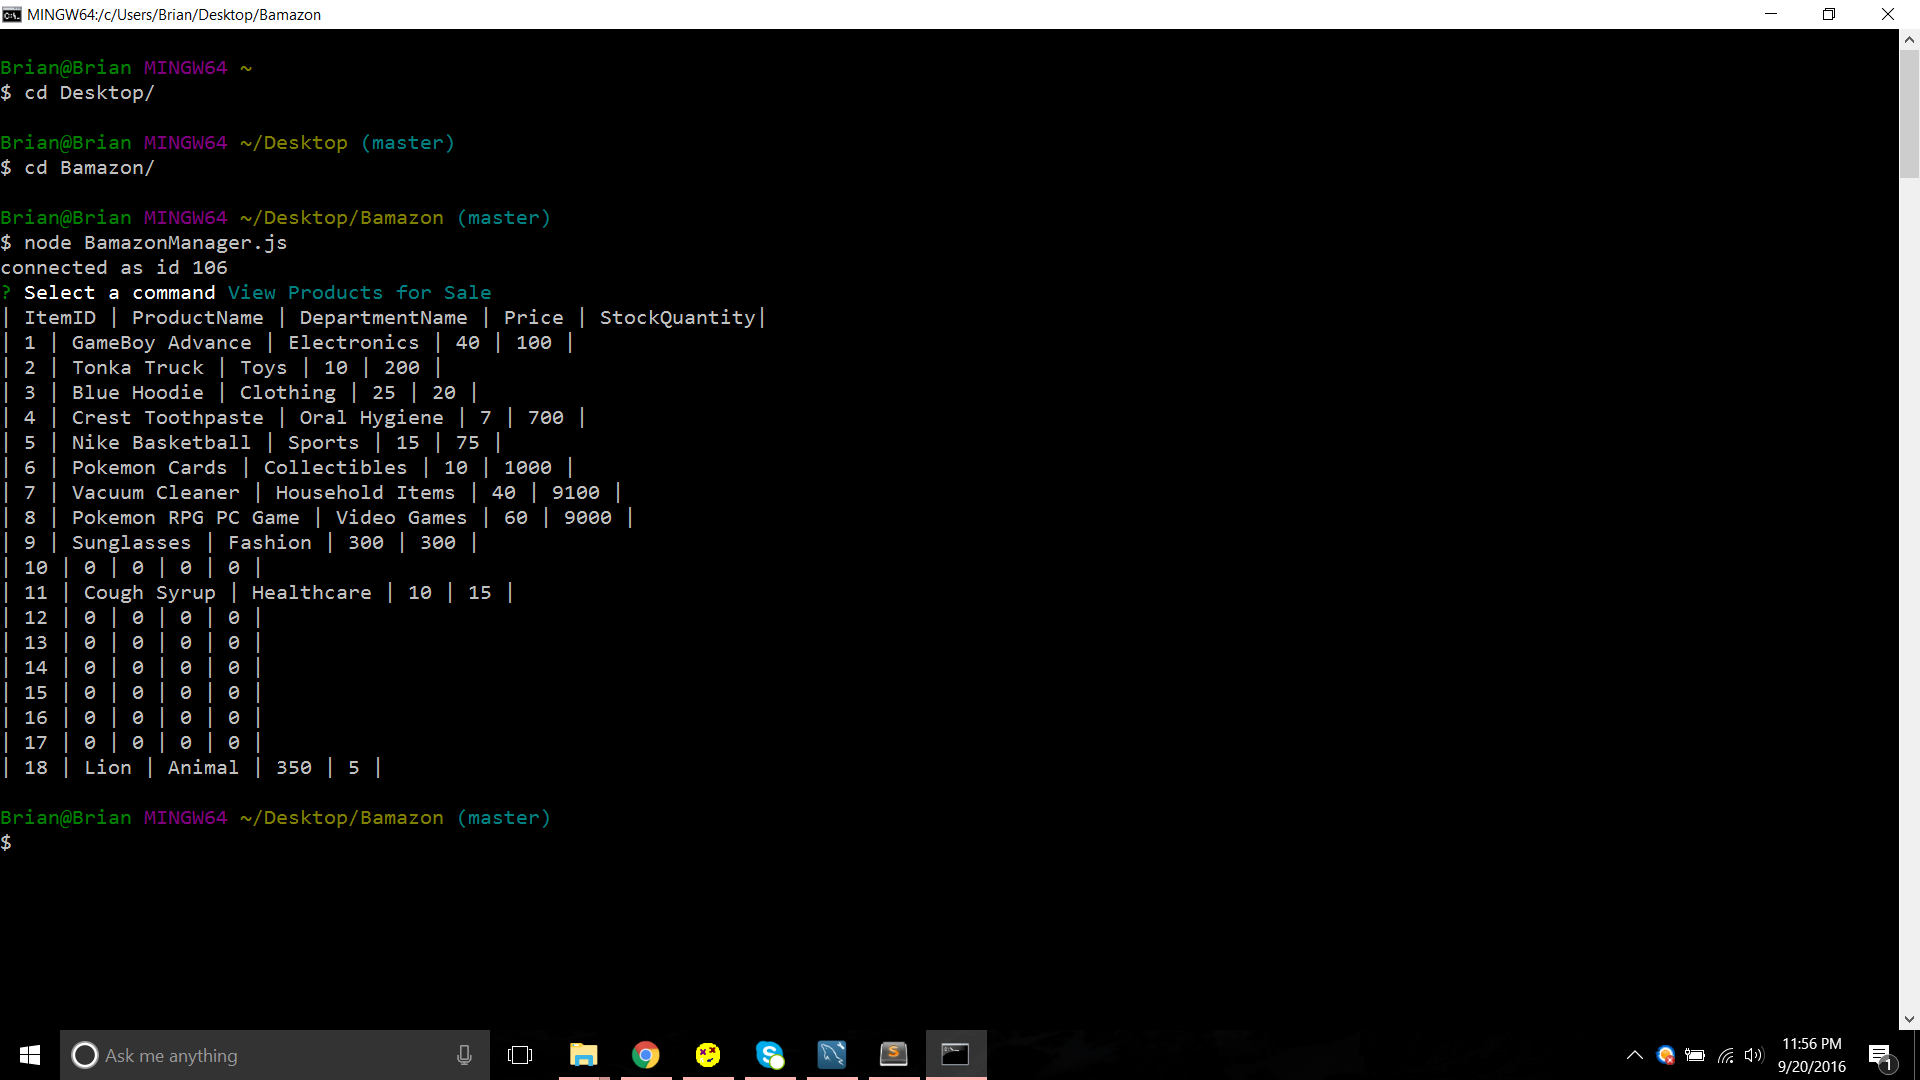 MINGW64:/c/Users/Brian/Desktop/Bamazon
Brian@Brian MINGW64 ~
$ cd Desktop/
Brian@Brian MINGW64 ~/Desktop (master)
$ cd Bamazon/
Brian@Brian MINGW64 ~/Desktop/Bamazon (master)
$ node BamazonManager.js
connected as id 106
? Select a command View Products for Sale
| ItemID | ProductName | DepartmentName | Price | StockQuantity|
| 1 | GameBoy Advance | Electronics | 40 | 100 |
| 2 | Tonka Truck | Toys | 10 | 200 |
| 3 | Blue Hoodie | Clothing | 25 | 20 |
| 4 | Crest Toothpaste | Oral Hygiene | 7 | 700 |
| 5 | Nike Basketball | Sports | 15 | 75 |
| 6 | Pokemon Cards | Collectibles | 10 | 1000 |
| 7 | Vacuum Cleaner | Household Items | 40 | 9100 |
| 8 | Pokemon RPG PC Game | Video Games | 60 | 9000 |
| 9 | Sunglasses | Fashion | 300 | 300 |
| 10 | 0 | 0 | 0 | 0 |
| 11 | Cough Syrup | Healthcare | 10 | 15 |
| 12 | 0 | 0 | 0 | 0 |
| 13 | 0 | 0 | 0 | 0 |
| 14 | 0 | 0 | 0 | 0 |
| 15 | 0 | 0 | 0 | 0 |
| 16 | 0 | 0 | 0 | 0 |
| 17 | 0 | 0 | 0 | 0 |
| 18 | Lion | Animal | 350 | 5 |
Brian@Brian MINGW64 ~/Desktop/Bamazon (master)
$
Ask me anything
11:56 PM
9/20/2016
1